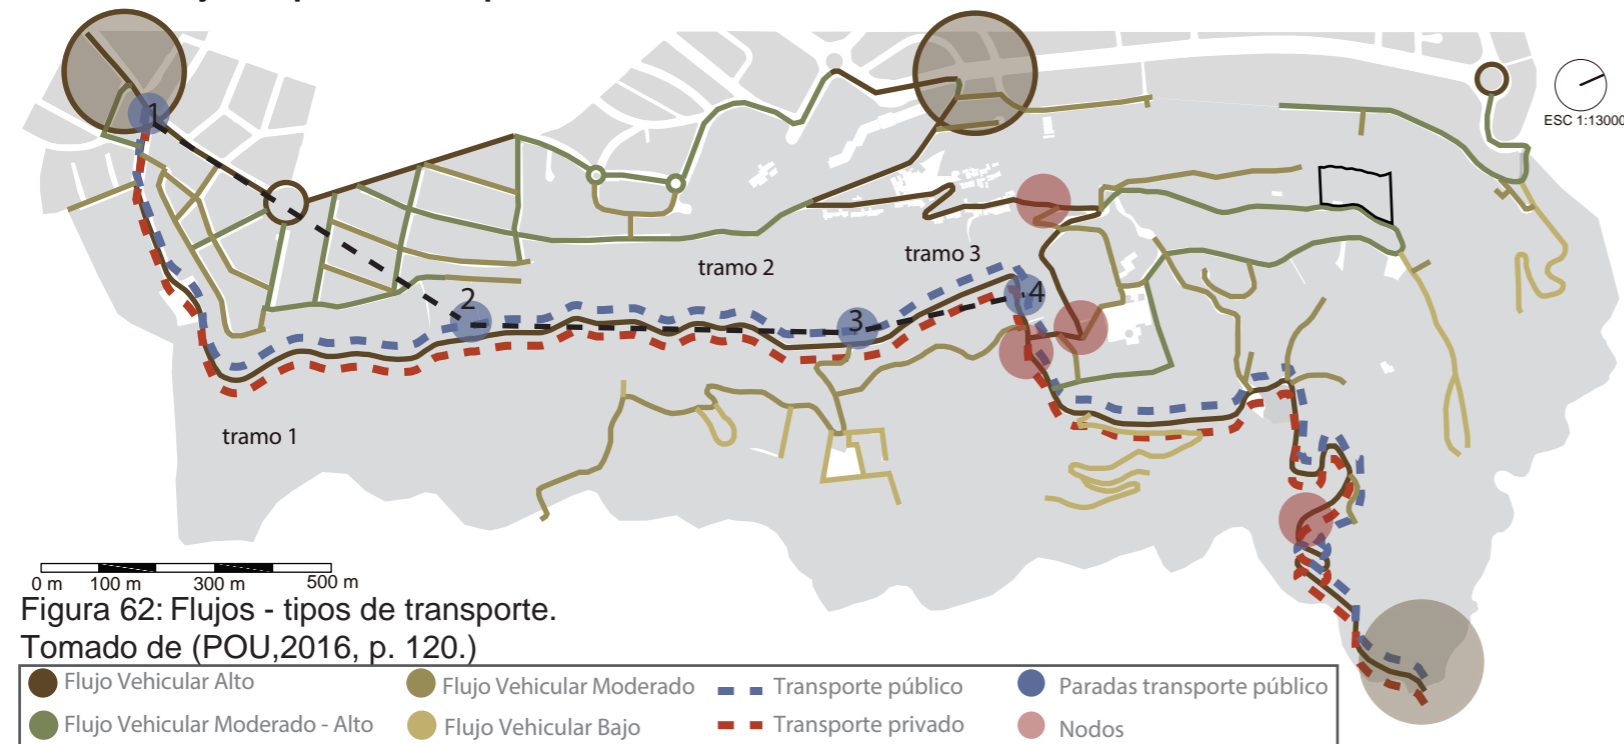 1
ESC 1:13000
tramo 3
tramo 2
4
2
3
tramo 1
0 m 100 m 300 m 500 m
Figura 62: Flujos - tipos de transporte.
Tomado de (POU,2016, p. 120.)
Flujo Vehicular Alto
Flujo Vehicular Moderado
Transporte público
Paradas transporte público
Flujo Vehicular Moderado - Alto
Flujo Vehicular Bajo
Transporte privado
Nodos